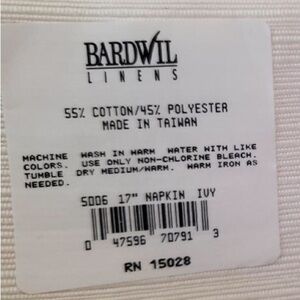 BARDWIL
LINENS
55% COTTON/45% POLYESTER
MADE IN TAIWAN
MACHINE WASH IN WARM WATER WITH LIKE
COLORS. USE ONLY NON-CHLORINE BLEACH.
TUMBLE DRY MEDIUM/WARM. WARM IRON AS
NEEDED.
5006 17" NAPKIN IVY
0 47596 70791 3
RN 15028